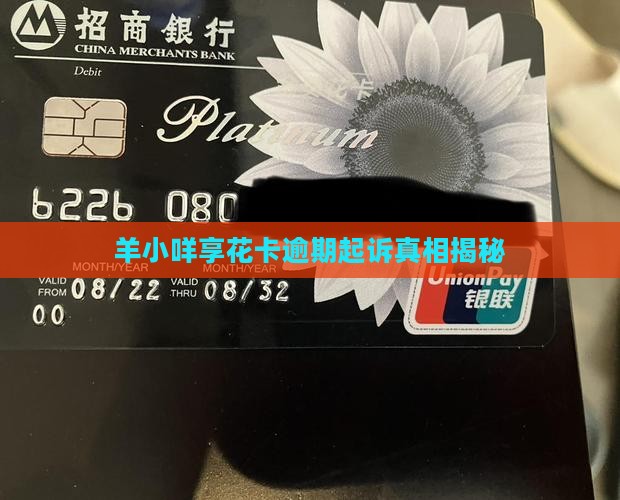 招商銀行
CHINA MERCHANTS BANK
Debit
卡
Platinum
6226 080
羊小咩享花卡逾期起诉真相揭秘
MONTH/YEAR MONTH/YEAR
VALID FROM 08/22 VALID THRU 08/32
00
UnionPay
银联